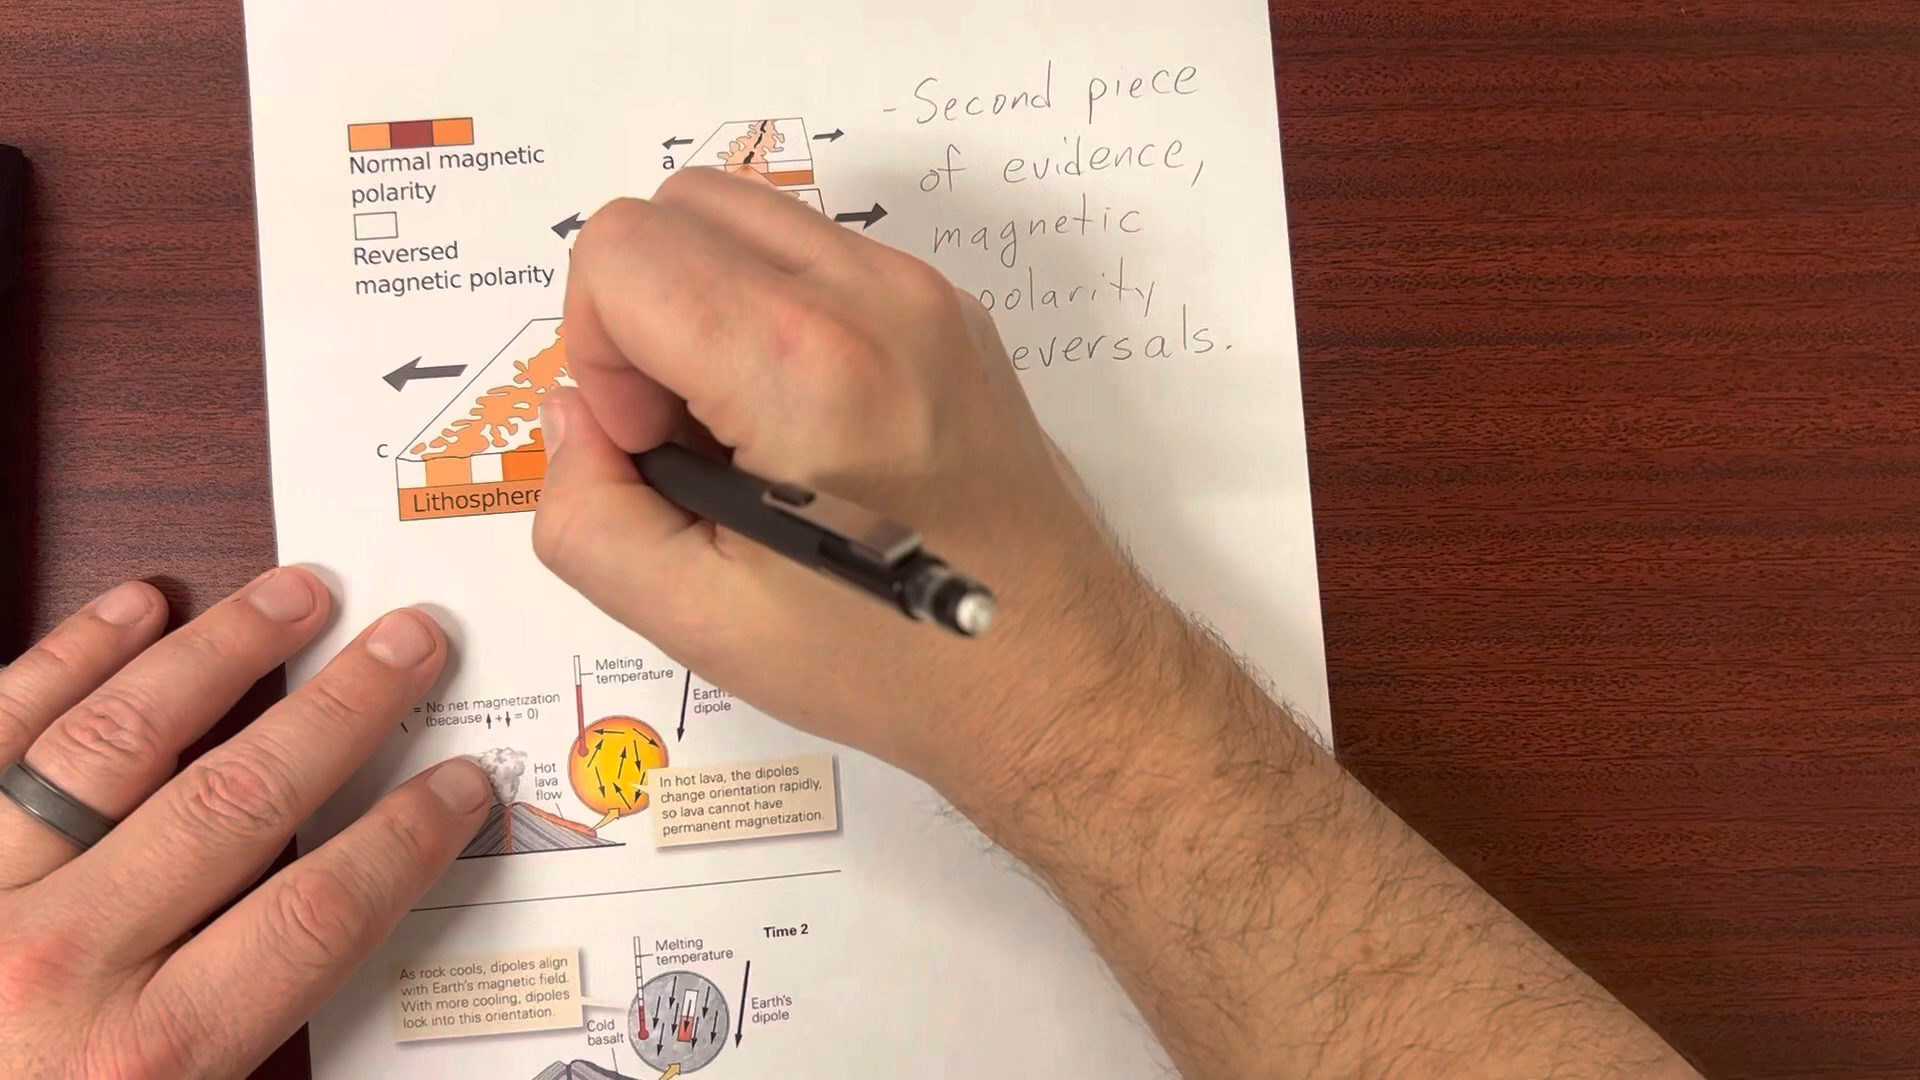 - Second piece
of evidence,
magnetic
polarity
eversals.
Normal magnetic
polarity
Reversed
magnetic polarity
a
c
Lithosphere
= No net magnetization
(because + = 0)
Melting
temperature
Earth's
dipole
Hot
lava
flow
In hot lava, the dipoles
change orientation rapidly,
so lava cannot have
permanent magnetization.
Time 2
As rock cools, dipoles align
with Earth's magnetic field.
With more cooling, dipoles
lock into this orientation.
Melting
temperature
Earth's
dipole
Cold
basalt